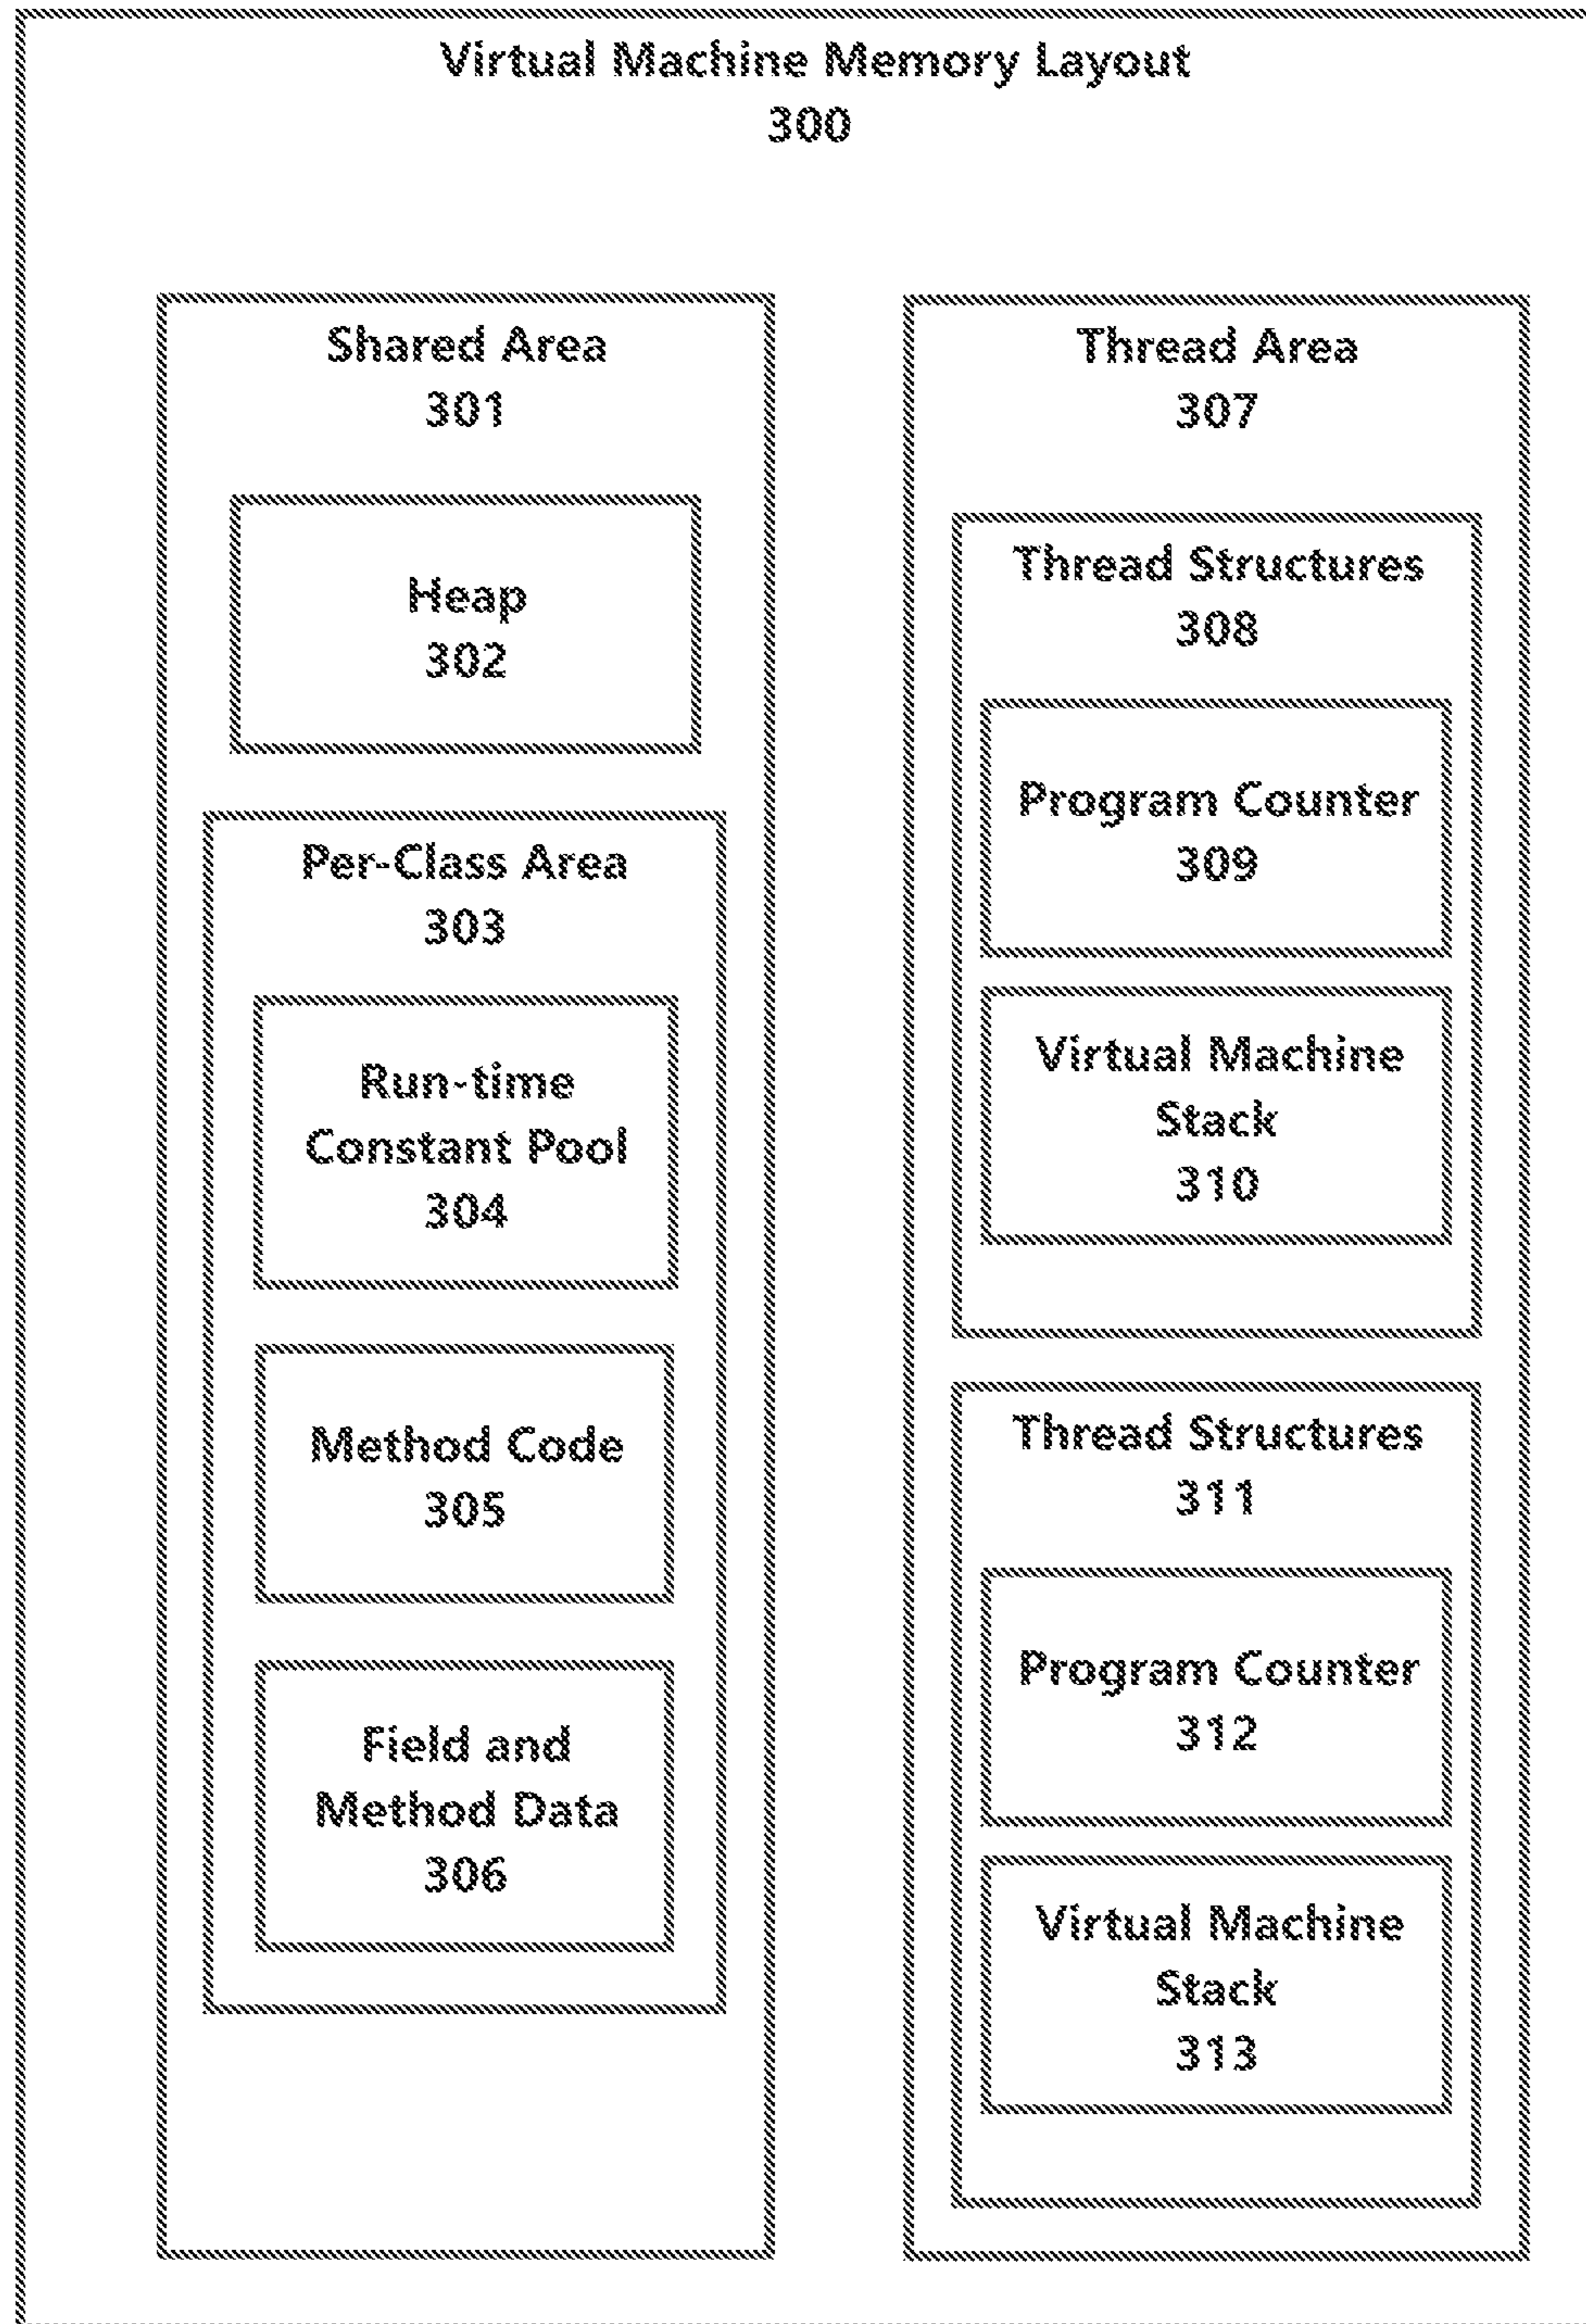 Virtual Machine Memory Layout
300
Shared Area
301
Heap
302
Per-Class Area
303
Run-time
Constant Pool
304
Method Code
305
Field and
Method Data
306
Thread Area
307
Thread Structures
308
Program Counter
309
Virtual Machine
Stack
310
Thread Structures
311
Program Counter
312
Virtual Machine
Stack
313